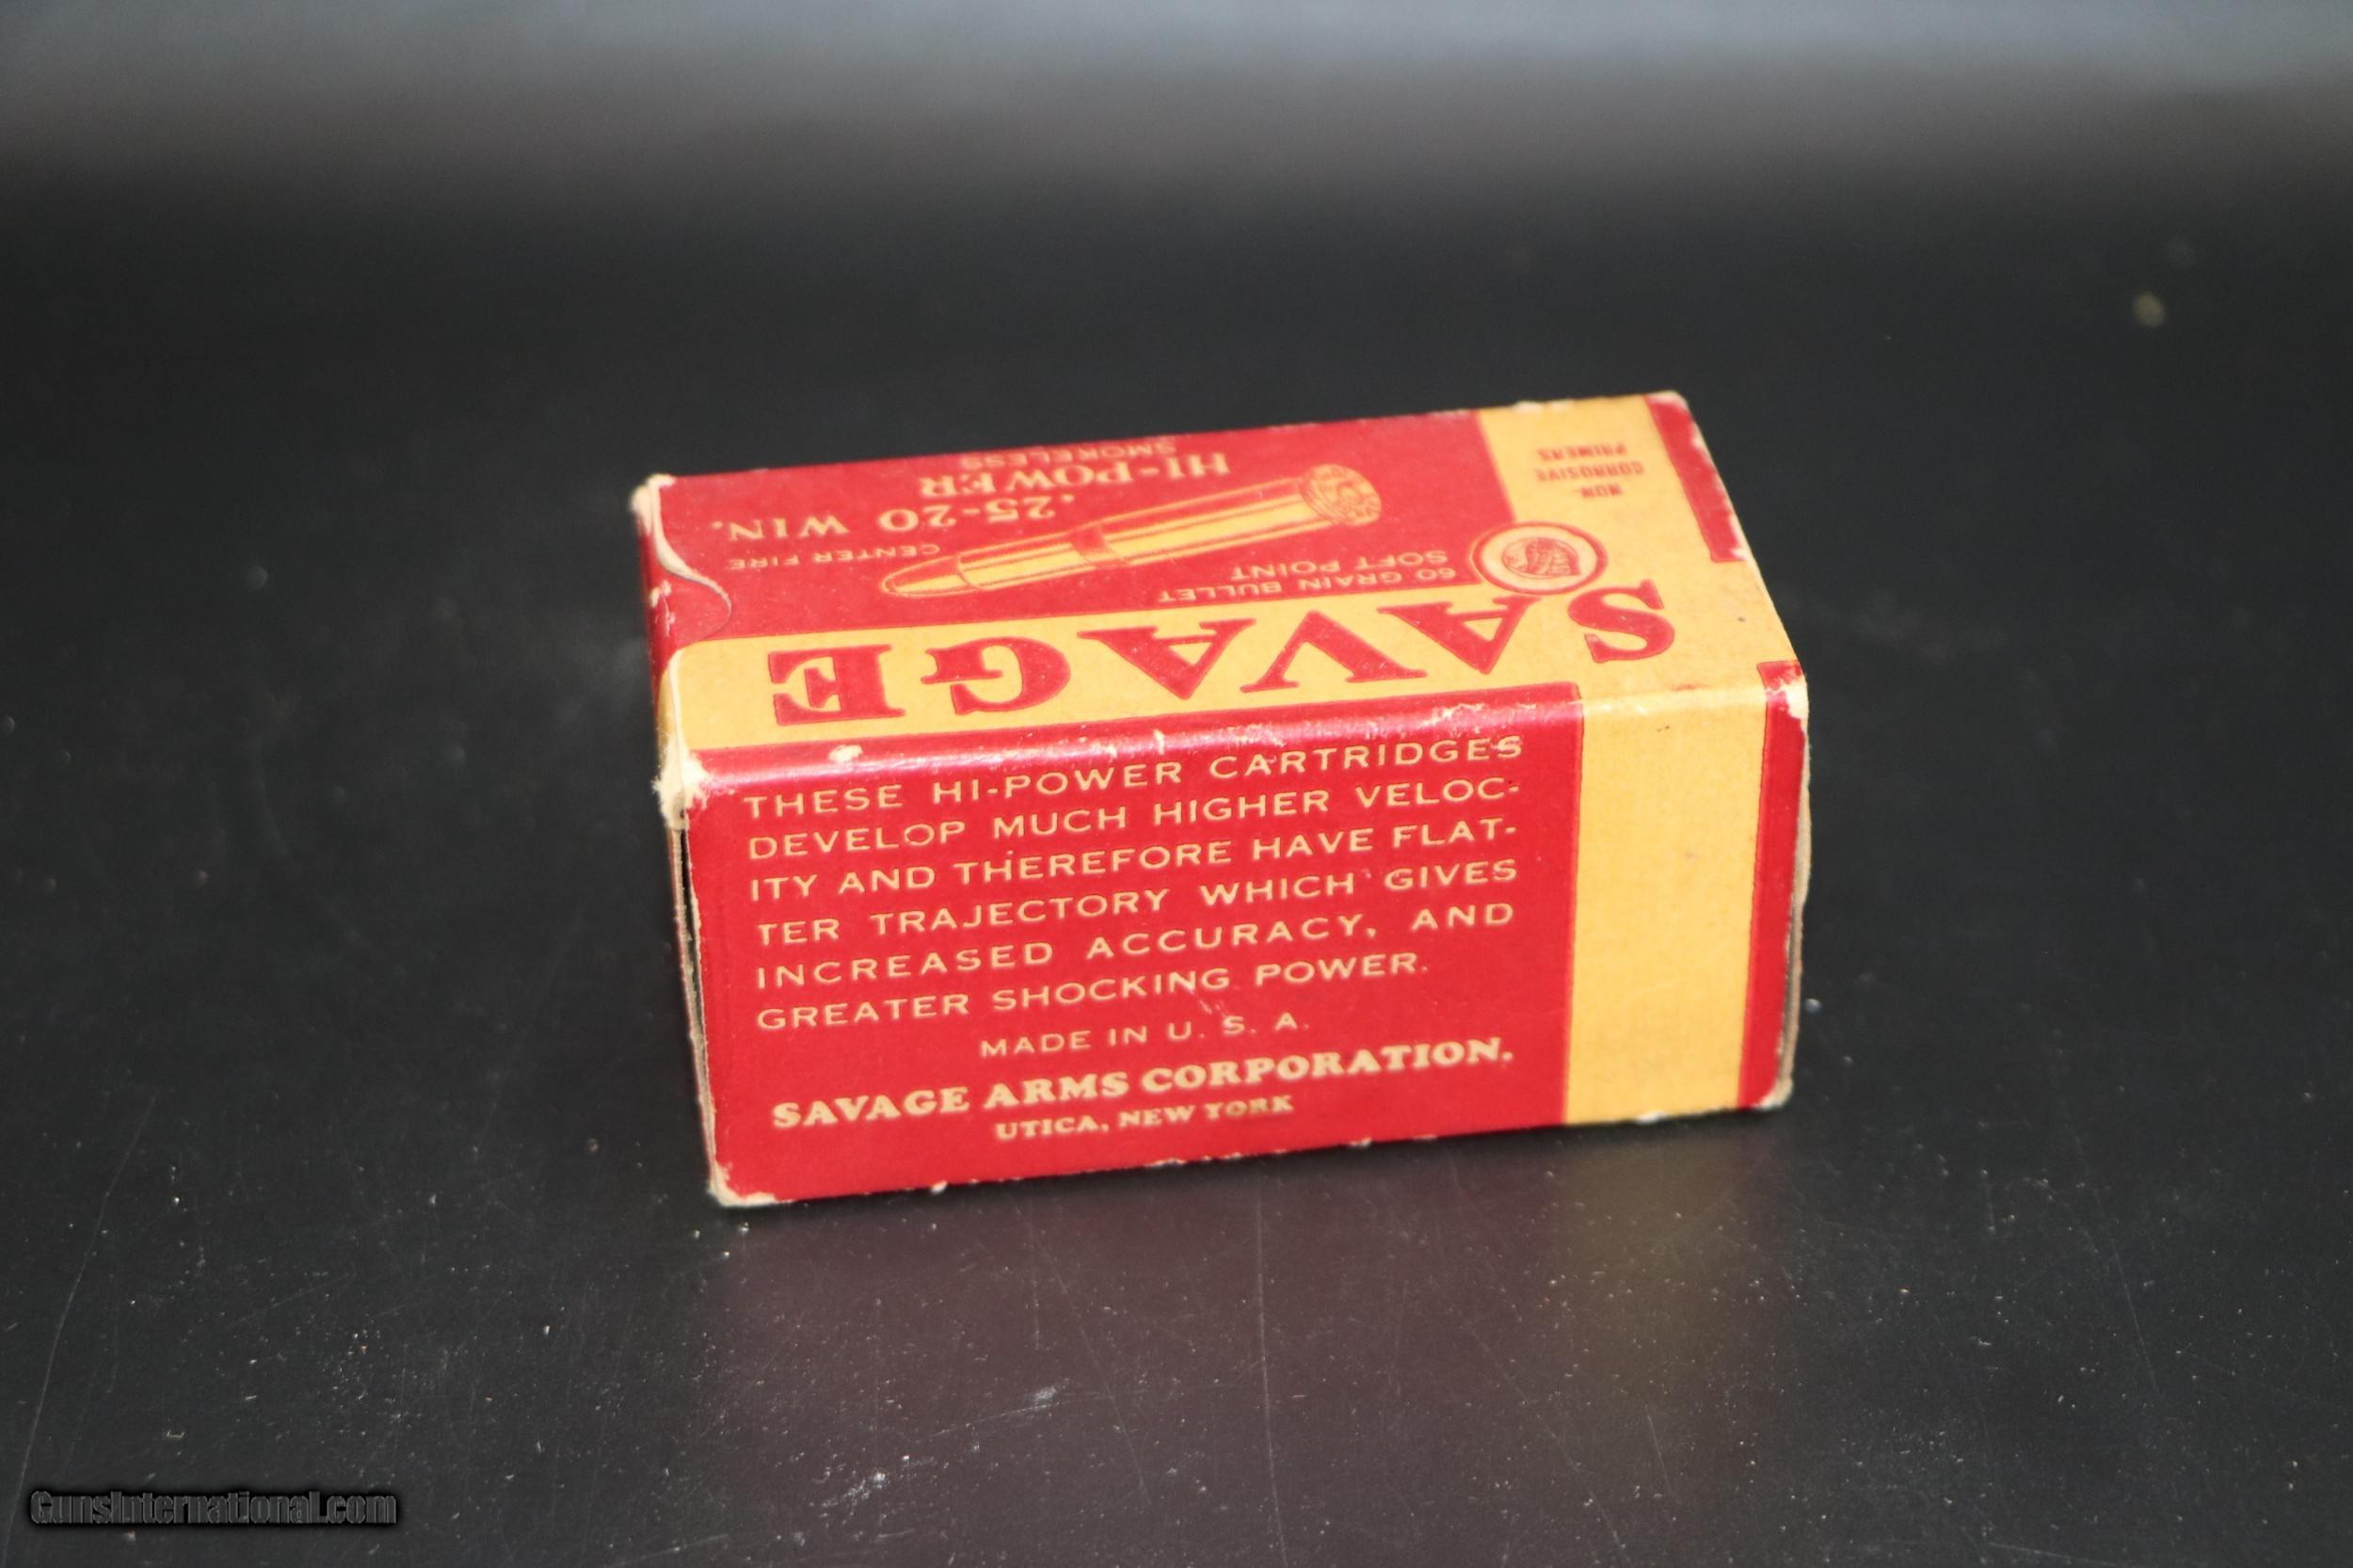 NON-
CORROSIVE
PRIMERS
.25-20 WIN.
HI-POWER
SMOKELESS
CENTER FIRE
60 GRAIN BULLET
SOFT POINT
SAVAGE
THESE HI-POWER CARTRIDGES
DEVELOP MUCH HIGHER VELOC-
ITY AND THEREFORE HAVE FLAT-
TER TRAJECTORY WHICH GIVES
INCREASED ACCURACY, AND
GREATER SHOCKING POWER.
MADE IN U. S. A.
SAVAGE ARMS CORPORATION.
UTICA, NEW YORK
GunsInternational.com